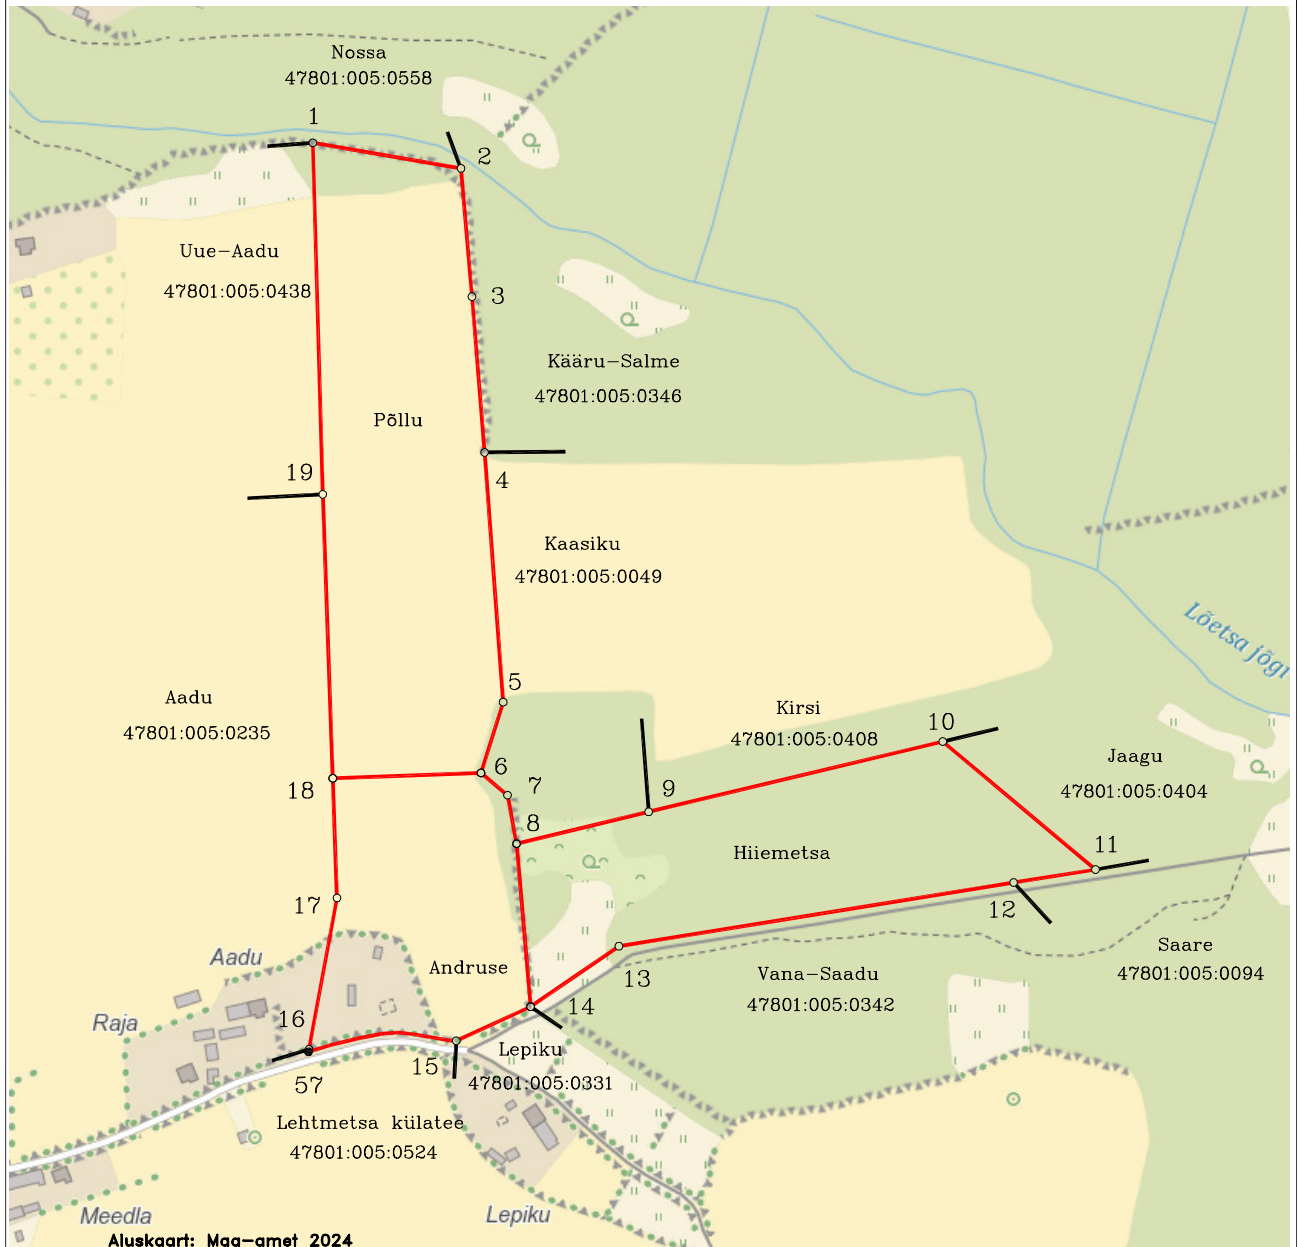 Nossa
47801:005:0558
1
2
Uue-Aadu
47801:005:0438
3
Kääru-Salme
47801:005:0346
Põllu
19
4
Kaasiku
47801:005:0049
Lõetsa jõgi
5
Aadu
47801:005:0235
Kirsi
47801:005:0408
10
Jaagu
47801:005:0404
6
18
7
9
8
Hiiemetsa
11
17
12
Aadu
Andruse
Saare
47801:005:0094
13
Vana-Saadu
47801:005:0342
Raja
16
14
15
Lepiku
47801:005:0331
57
Lehtmetsa külatee
47801:005:0524
Meedla
Lepiku
Aluskaart: Maa-amet 2024